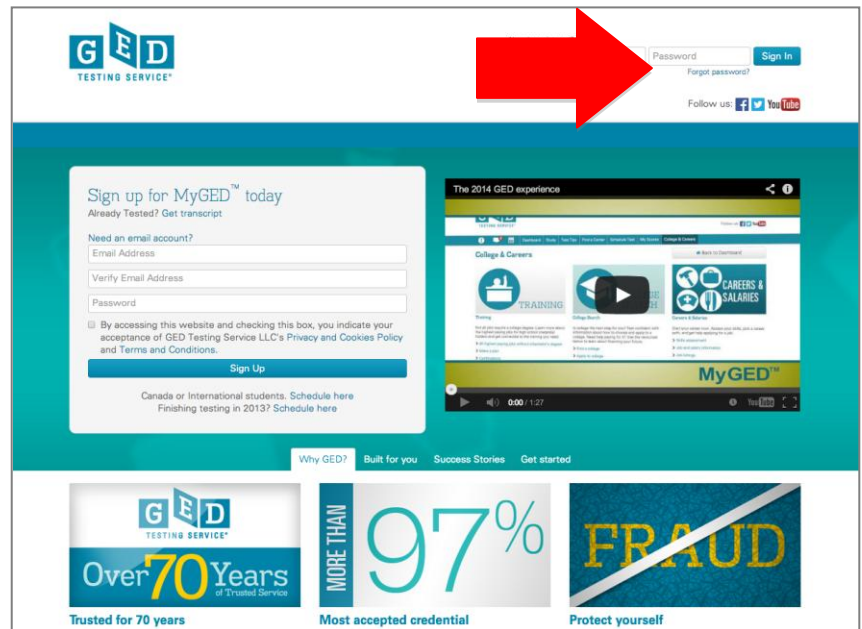 GED
TESTING SERVICE®
Password
Sign In
Forgot password?
Follow us:
You Tube
Sign up for MyGED™ today
Already Tested? Get transcript
Need an email account?
Email Address
Verify Email Address
Password
By accessing this website and checking this box, you indicate your
acceptance of GED Testing Service LLC's Privacy and Cookies Policy
and Terms and Conditions.
Sign Up
Canada or International students. Schedule here
Finishing testing in 2013? Schedule here
The 2014 GED experience
College & Careers
TRAINING
CAREERS &
SALARIES
MyGED™
0:00 / 1:27
YouTube
Why GED?
Built for you
Success Stories
Get started
GED
TESTING SERVICE®
Over 70 Years
of Trusted Service
Trusted for 70 years
MORE THAN
97%
Most accepted credential
FRAUD
Protect yourself